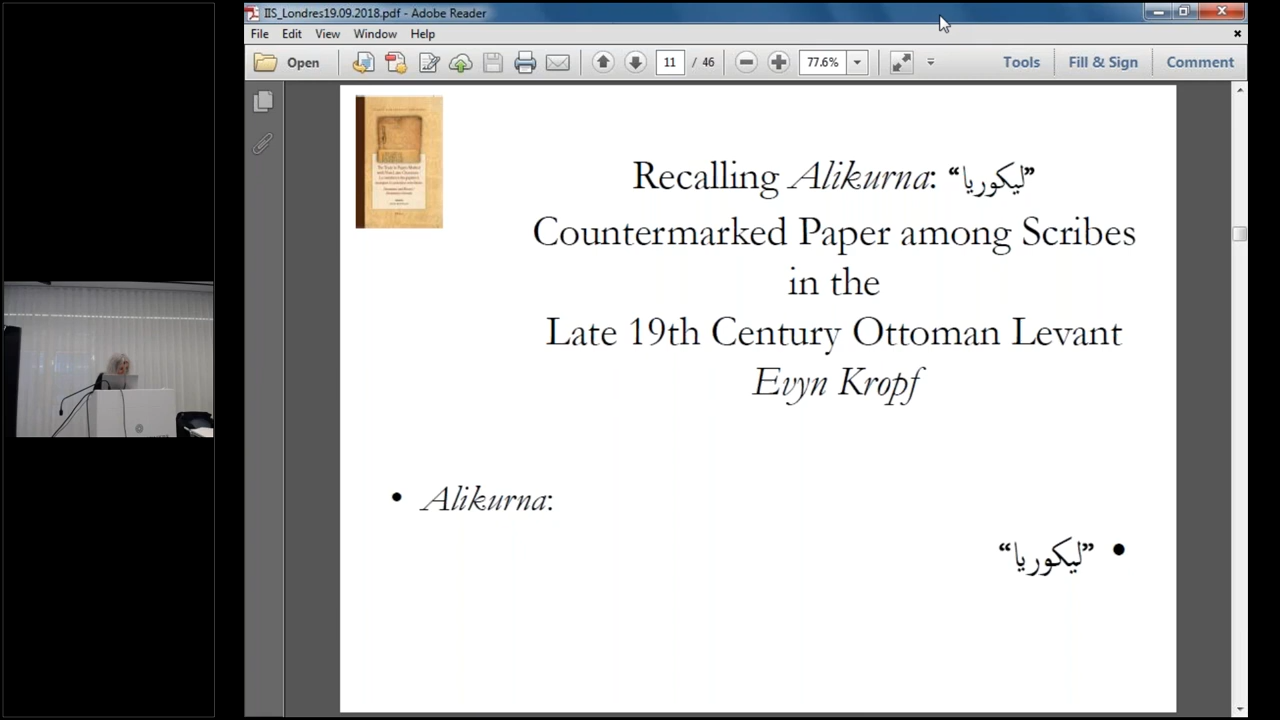 IIS_Londres19.09.2018.pdf - Adobe Reader
File Edit View Window Help
Open 11 / 46 77.6% Tools Fill & Sign Comment
Recalling Alikurna: “ليكوريا”
Countermarked Paper among Scribes
in the
Late 19th Century Ottoman Levant
Evyn Kropf
• Alikurna:
• “ليكوريا”